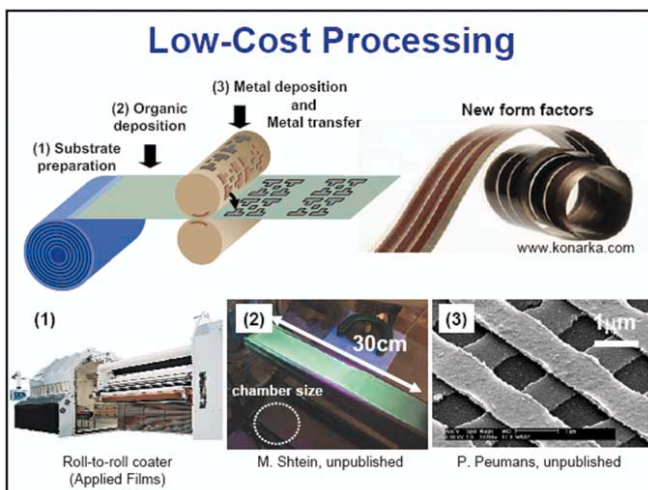 Low-Cost Processing
(3) Metal deposition
and
Metal transfer
(2) Organic
deposition
(1) Substrate
preparation
New form factors
www.konarka.com
(1)
(2)
30cm
chamber size
(3)
1μm
Roll-to-roll coater
(Applied Films)
M. Shtein, unpublished
P. Peumans, unpublished